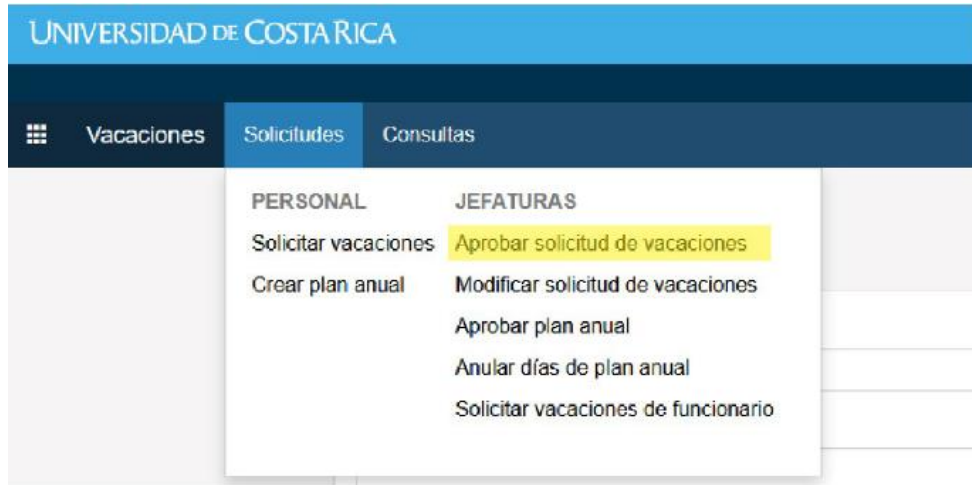 UNIVERSIDAD DE COSTA RICA
Vacaciones Solicitudes Consultas
PERSONAL JEFATURAS
Solicitar vacaciones Aprobar solicitud de vacaciones
Crear plan anual Modificar solicitud de vacaciones
Aprobar plan anual
Anular días de plan anual
Solicitar vacaciones de funcionario